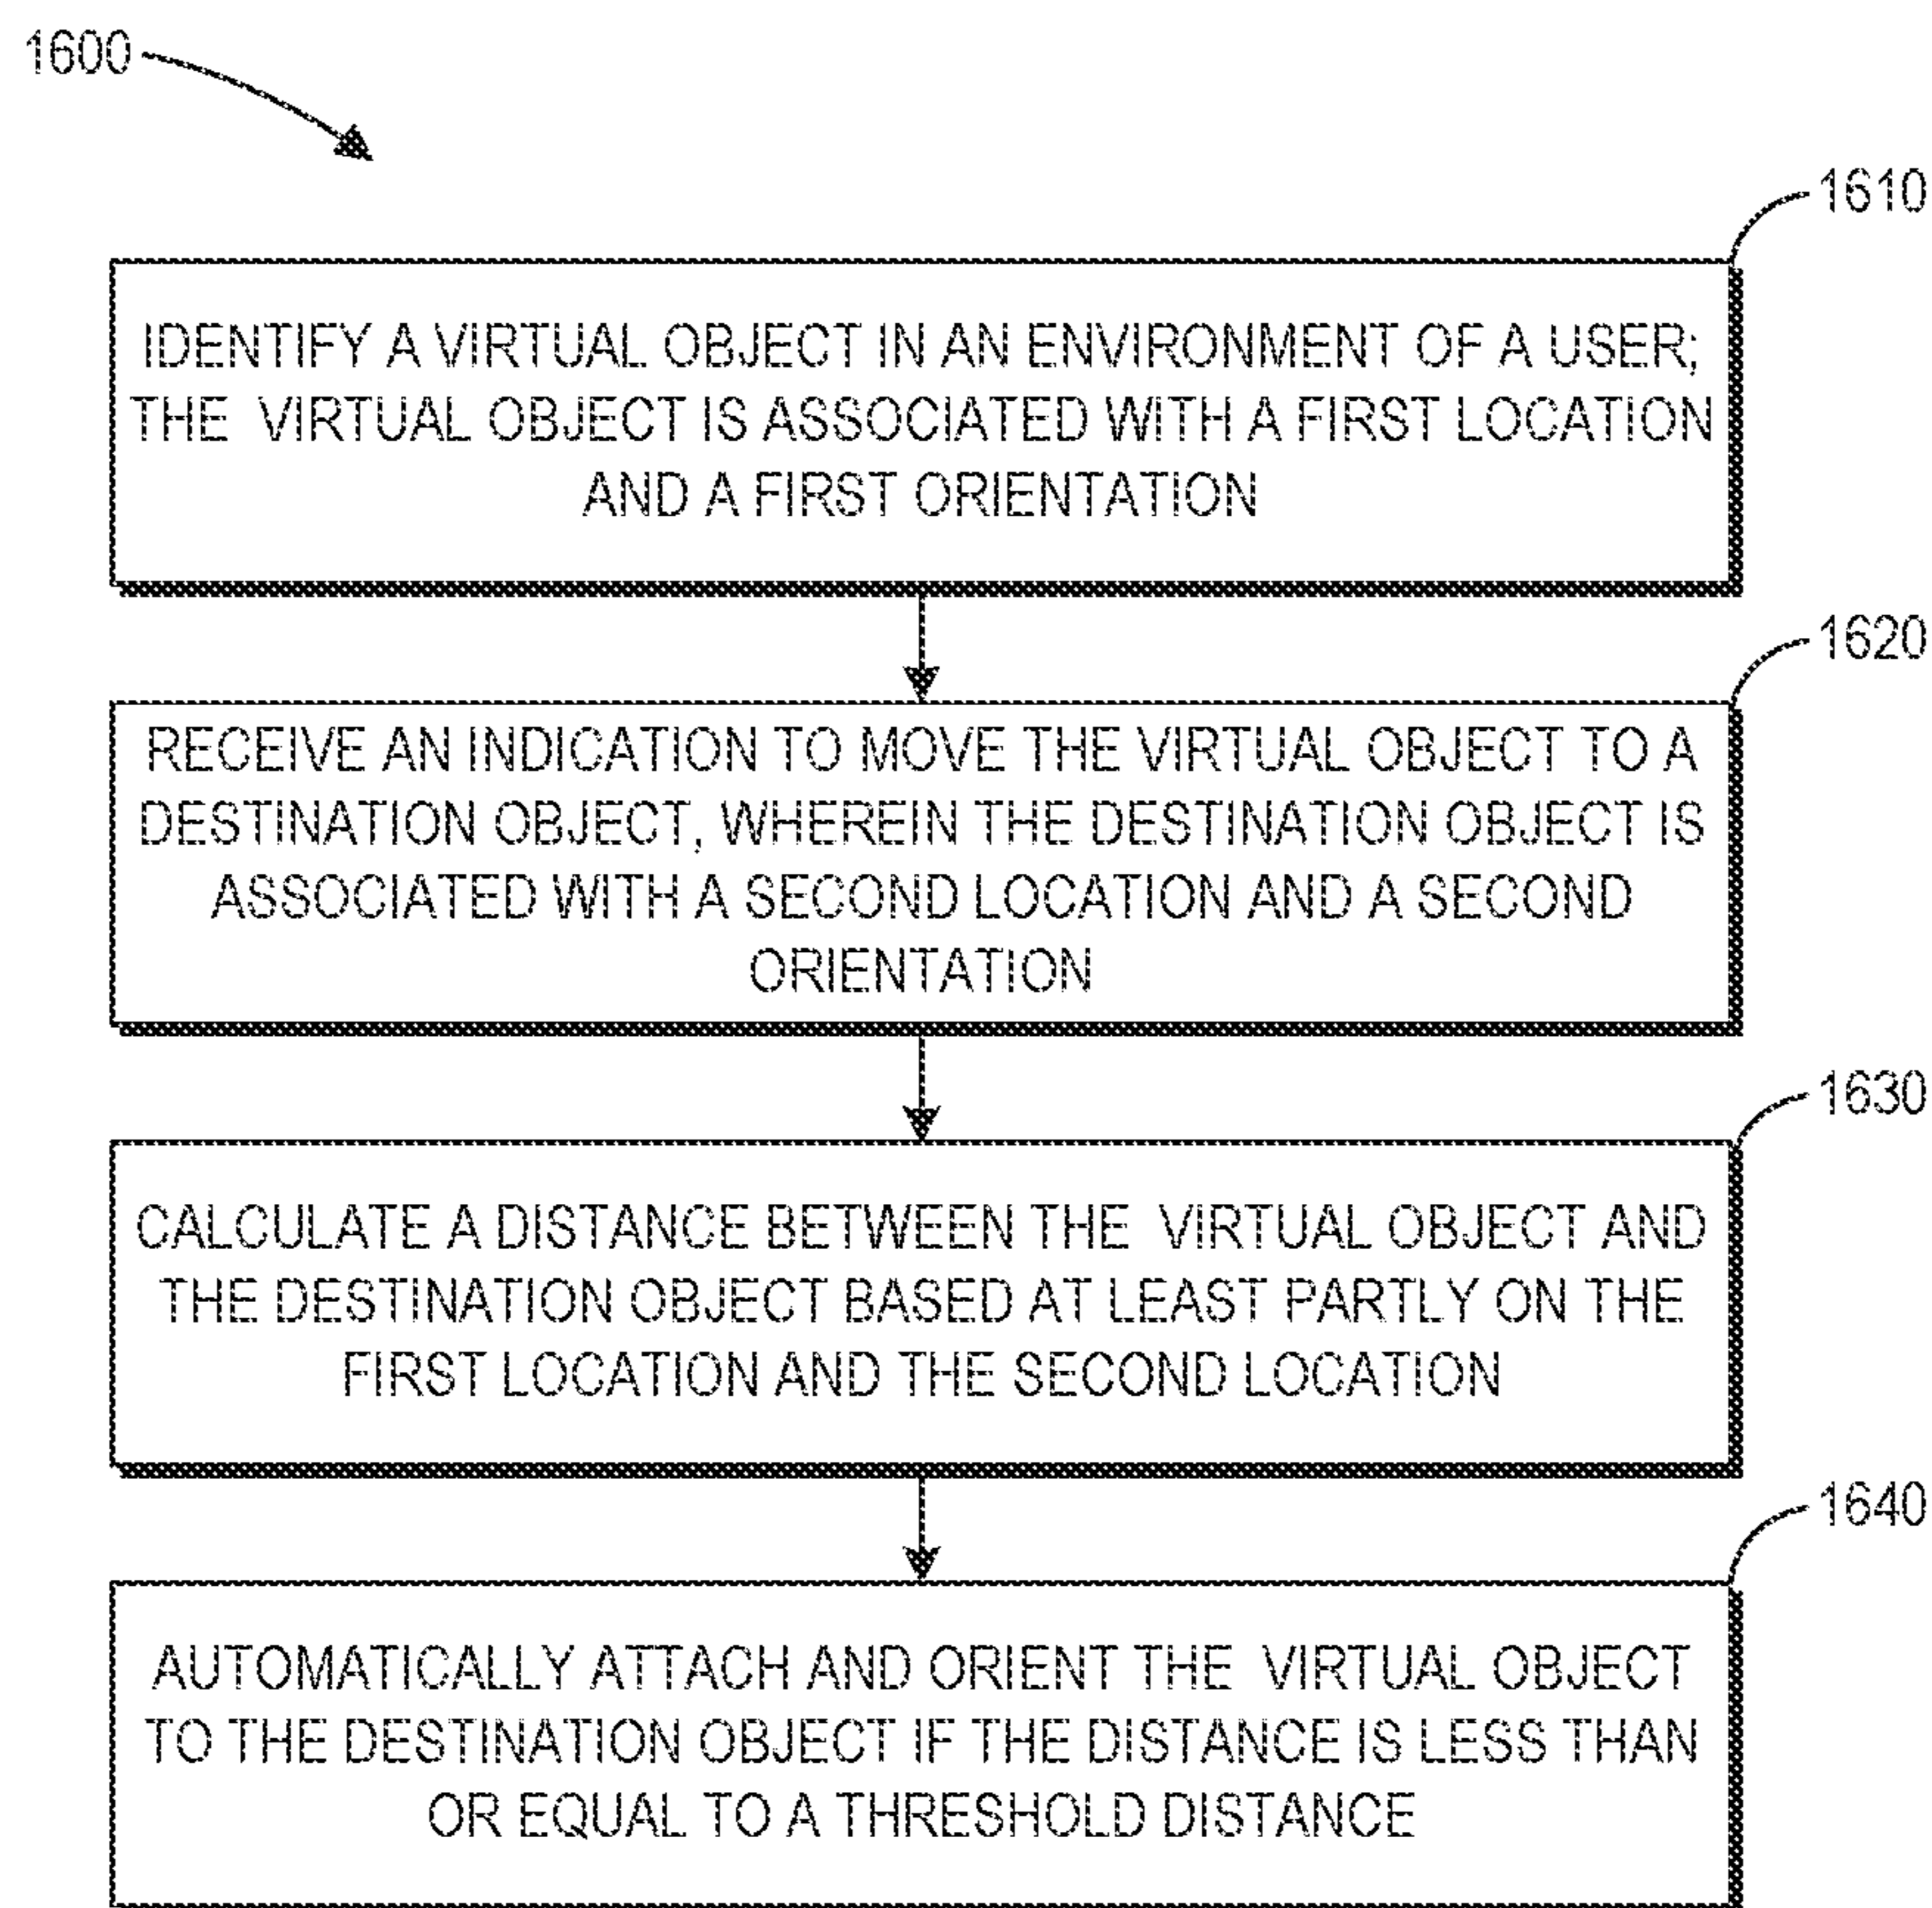 1600
1610
IDENTIFY A VIRTUAL OBJECT IN AN ENVIRONMENT OF A USER;
THE VIRTUAL OBJECT IS ASSOCIATED WITH A FIRST LOCATION
AND A FIRST ORIENTATION
1620
RECEIVE AN INDICATION TO MOVE THE VIRTUAL OBJECT TO A
DESTINATION OBJECT, WHEREIN THE DESTINATION OBJECT IS
ASSOCIATED WITH A SECOND LOCATION AND A SECOND
ORIENTATION
1630
CALCULATE A DISTANCE BETWEEN THE VIRTUAL OBJECT AND
THE DESTINATION OBJECT BASED AT LEAST PARTLY ON THE
FIRST LOCATION AND THE SECOND LOCATION
1640
AUTOMATICALLY ATTACH AND ORIENT THE VIRTUAL OBJECT
TO THE DESTINATION OBJECT IF THE DISTANCE IS LESS THAN
OR EQUAL TO A THRESHOLD DISTANCE